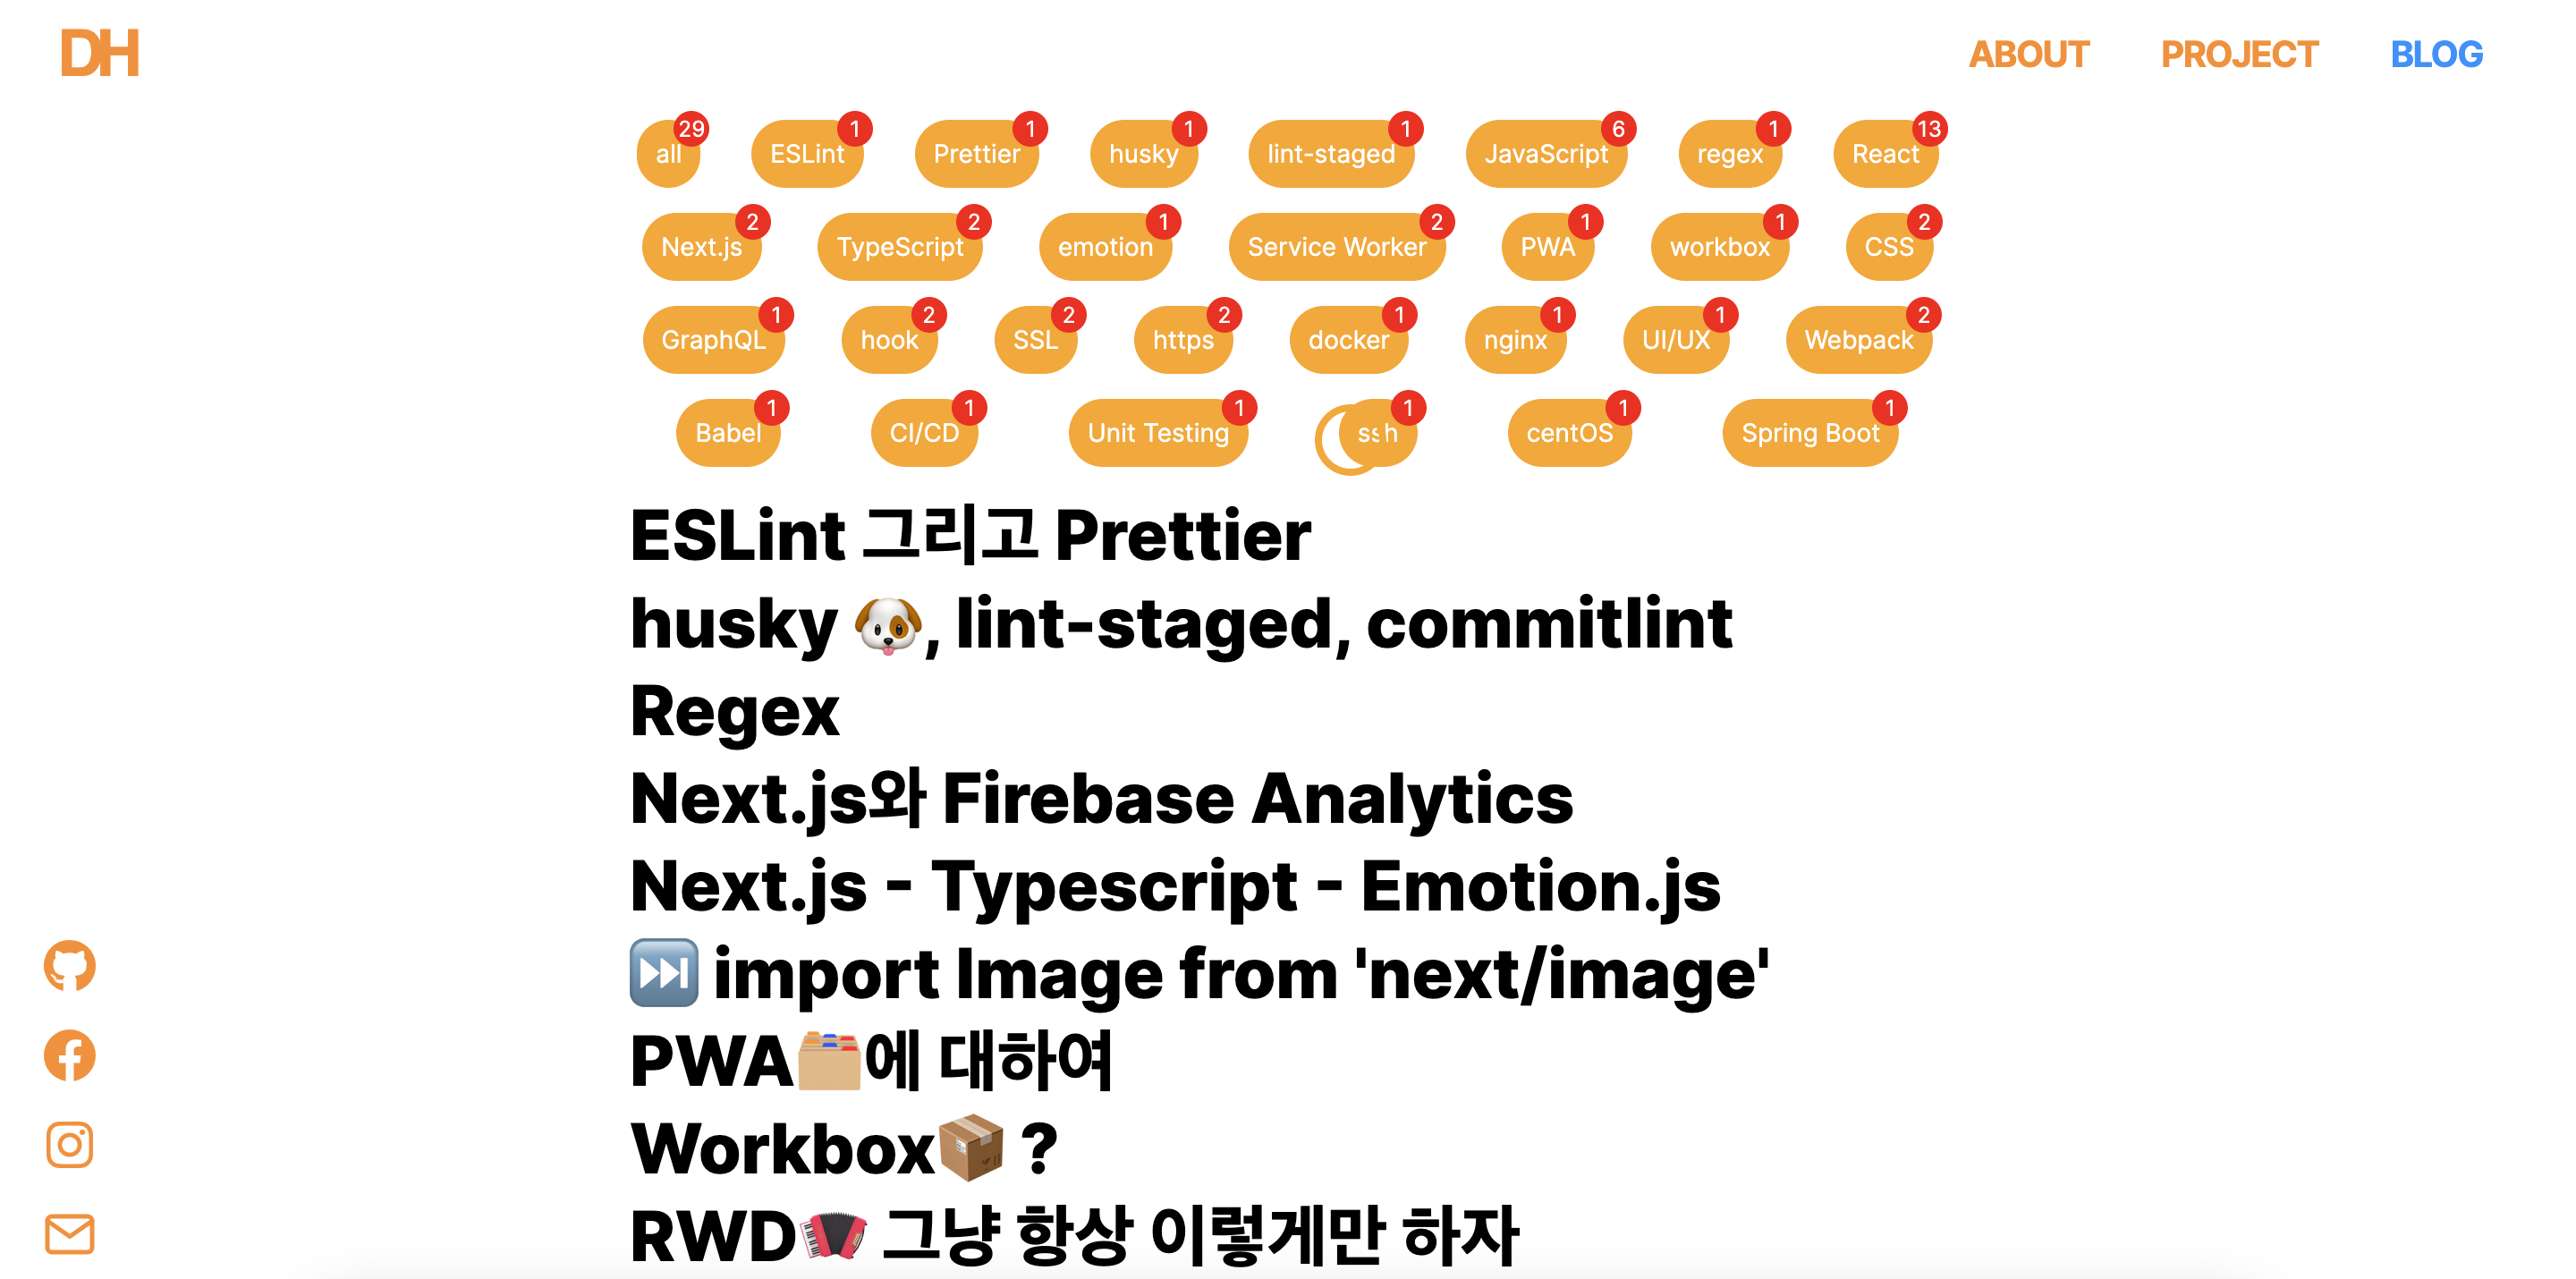 DH ABOUT PROJECT BLOG
all 29 ESLint 1 Prettier 1 husky 1 lint-staged 1 JavaScript 6 regex 1 React 13
Next.js 2 TypeScript 2 emotion 1 Service Worker 2 PWA 1 workbox 1 CSS 2
GraphQL 1 hook 2 SSL 2 https 2 docker 1 nginx 1 UI/UX 1 Webpack 2
Babel 1 CI/CD 1 Unit Testing 1 ssh 1 centOS 1 Spring Boot 1
ESLint 그리고 Prettier
husky 🐶, lint-staged, commitlint
Regex
Next.js와 Firebase Analytics
Next.js - Typescript - Emotion.js
⏭ import Image from 'next/image'
PWA🗂에 대하여
Workbox📦 ?
RWD🪗 그냥 항상 이렇게만 하자